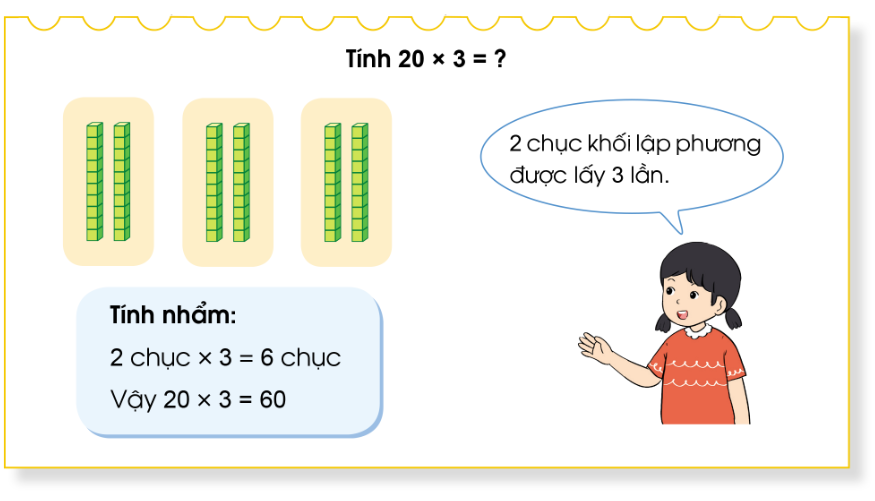 Tính 20 × 3 = ?
2 chục khối lập phương
được lấy 3 lần.
Tính nhẩm:
2 chục × 3 = 6 chục
Vậy 20 × 3 = 60